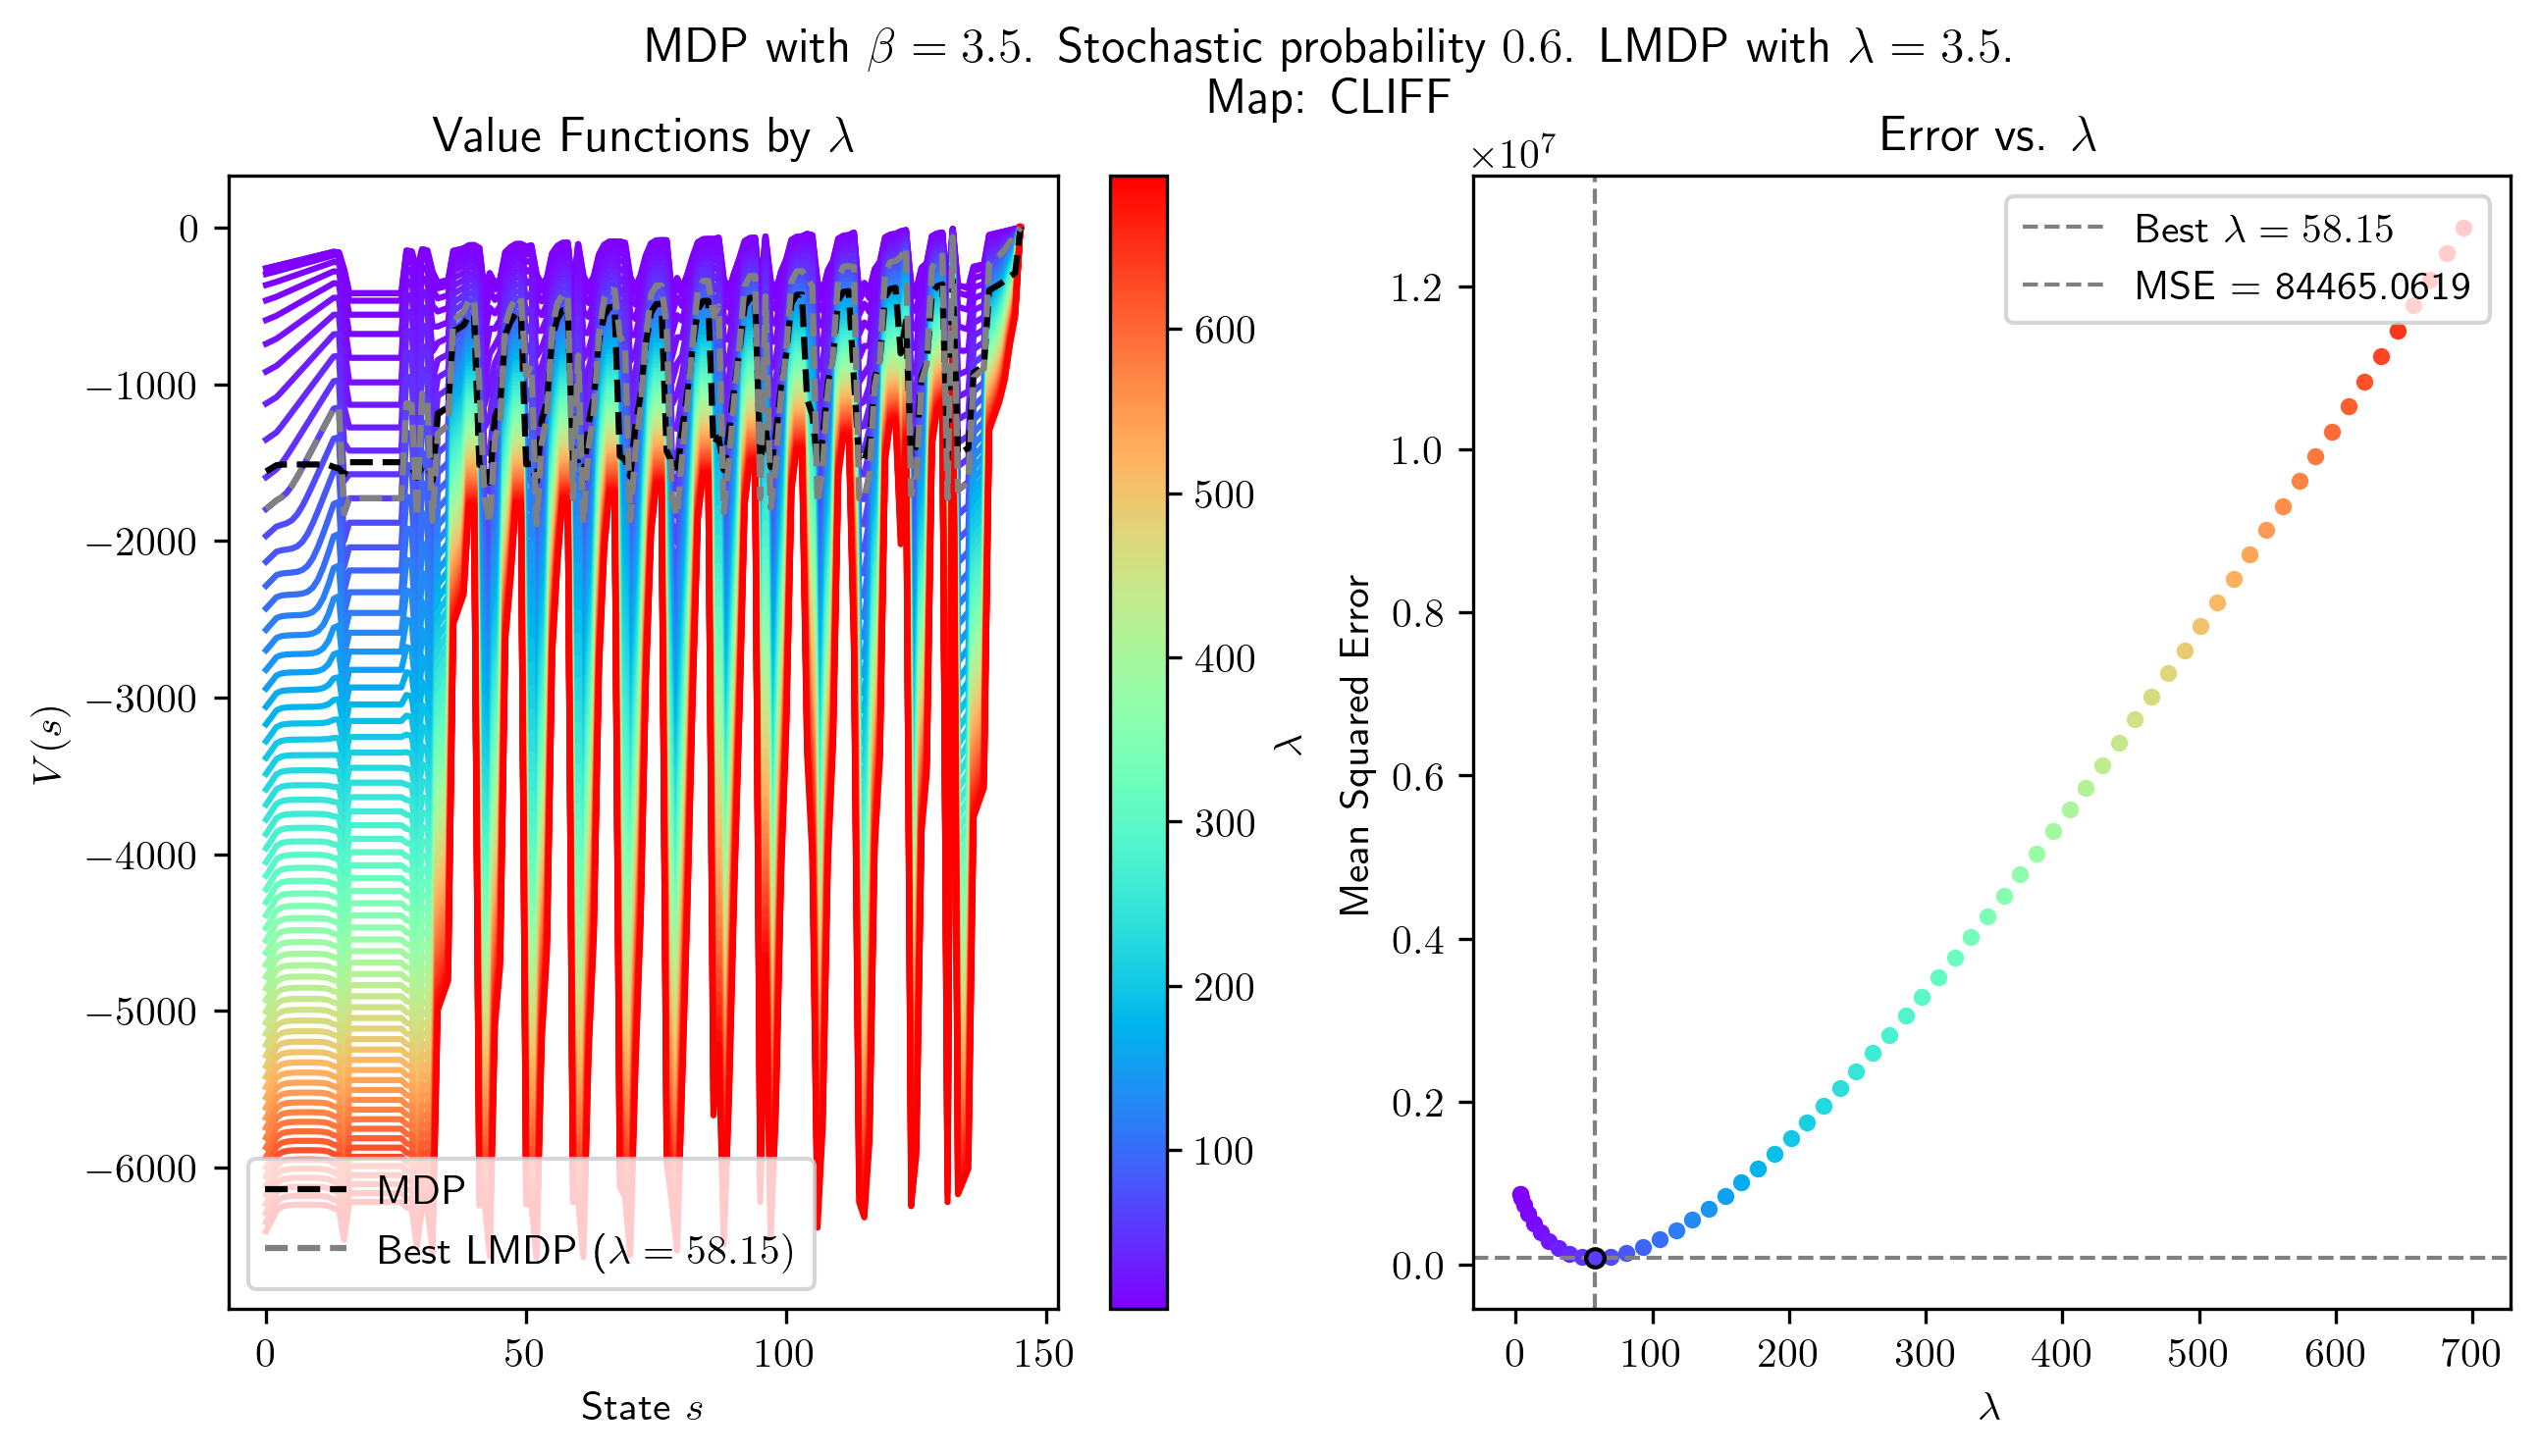 MDP with β = 3.5. Stochastic probability 0.6. LMDP with λ = 3.5.
Map: CLIFF
Value Functions by λ
0
−1000
−2000
−3000
−4000
−5000
−6000
V(s)
0
50
100
150
State s
MDP
Best LMDP (λ = 58.15)
600
500
400
300
200
100
λ
Error vs. λ
×10⁷
1.2
1.0
0.8
0.6
0.4
0.2
0.0
Mean Squared Error
0
100
200
300
400
500
600
700
λ
Best λ = 58.15
MSE = 84465.0619